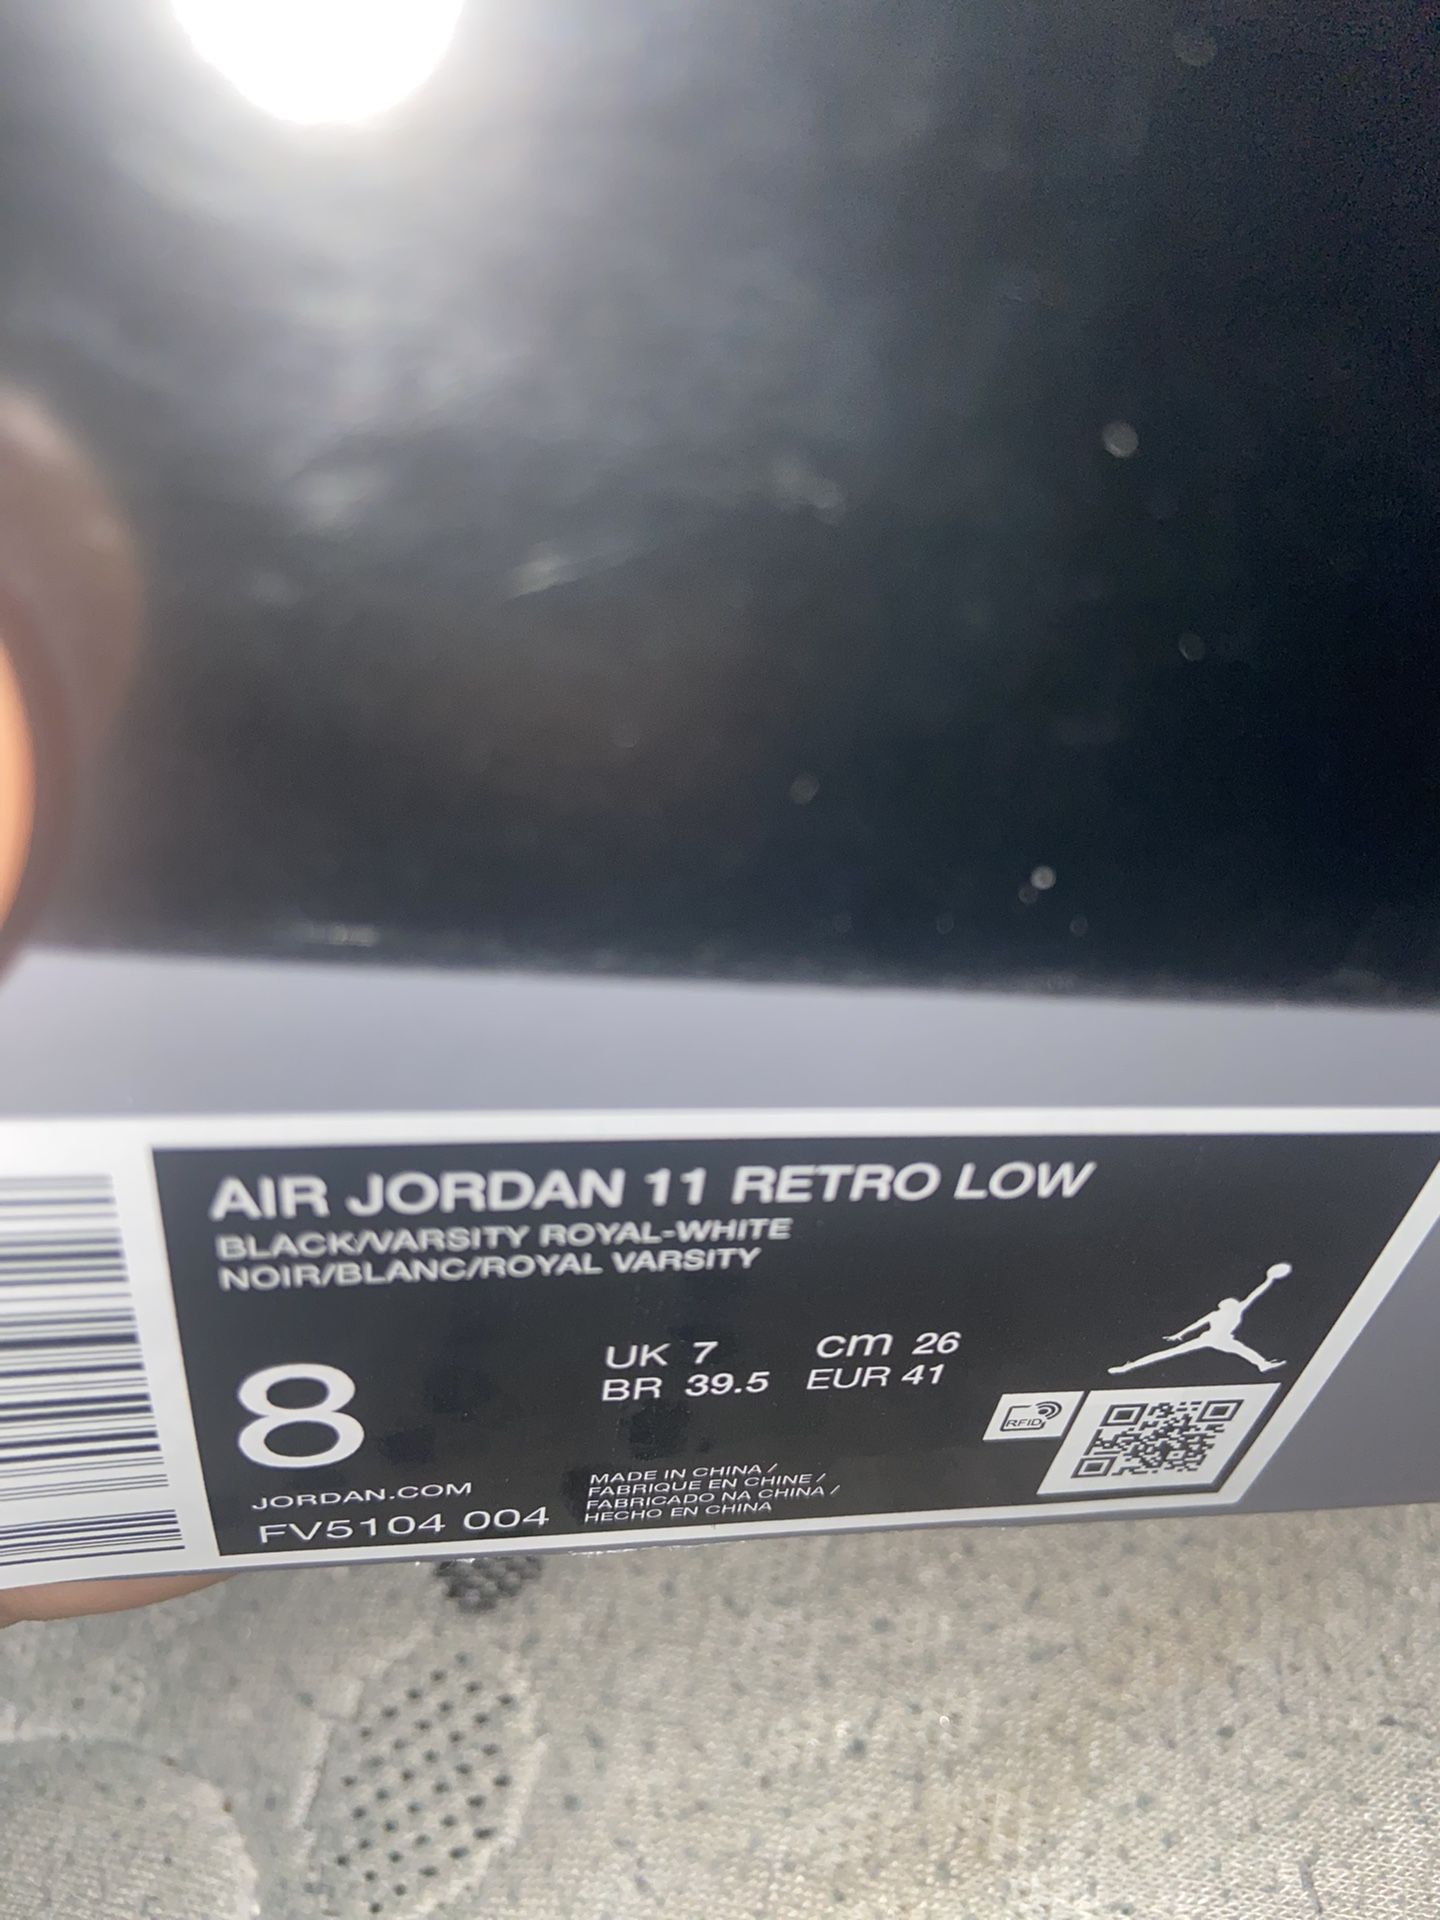 AIR JORDAN 11 RETRO LOW
BLACK/VARSITY ROYAL-WHITE
NOIR/BLANC/ROYAL VARSITY
8
UK 7 cm 26
BR 39.5 EUR 41
RFID
JORDAN.COM
FV5104 004
MADE IN CHINA /
FABRIQUE EN CHINE /
FABRICADO NA CHINA /
HECHO EN CHINA